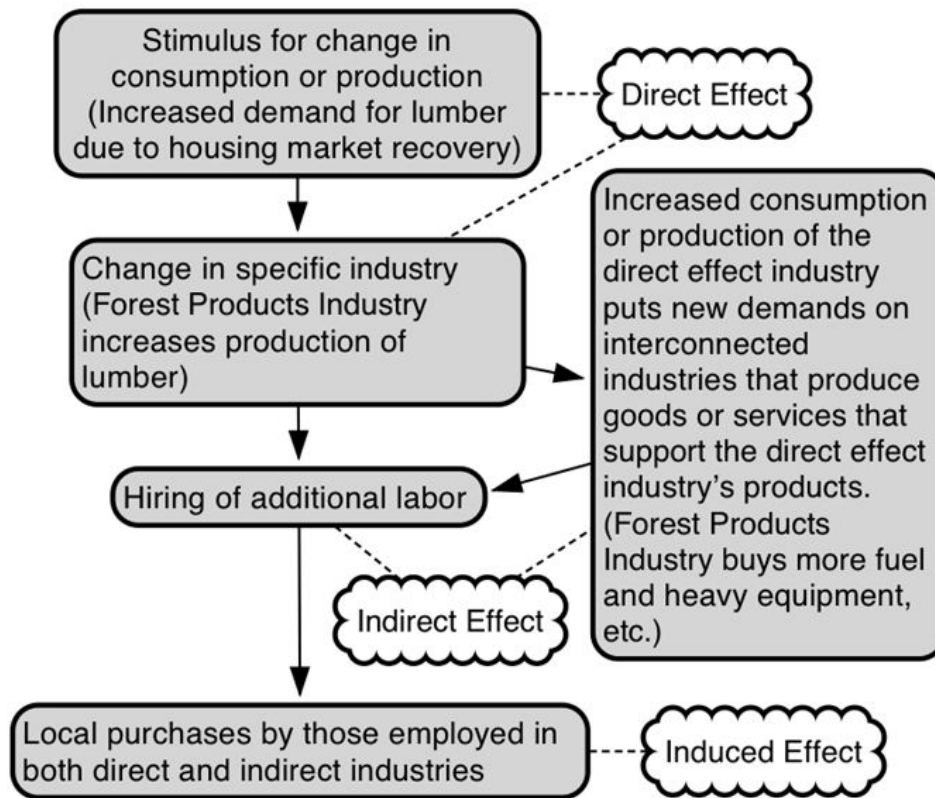 Stimulus for change in
consumption or production
(Increased demand for lumber
due to housing market recovery)
Direct Effect
Change in specific industry
(Forest Products Industry
increases production of
lumber)
Increased consumption
or production of the
direct effect industry
puts new demands on
interconnected
industries that produce
goods or services that
support the direct effect
industry's products.
(Forest Products
Industry buys more fuel
and heavy equipment,
etc.)
Hiring of additional labor
Indirect Effect
Local purchases by those employed in
both direct and indirect industries
Induced Effect